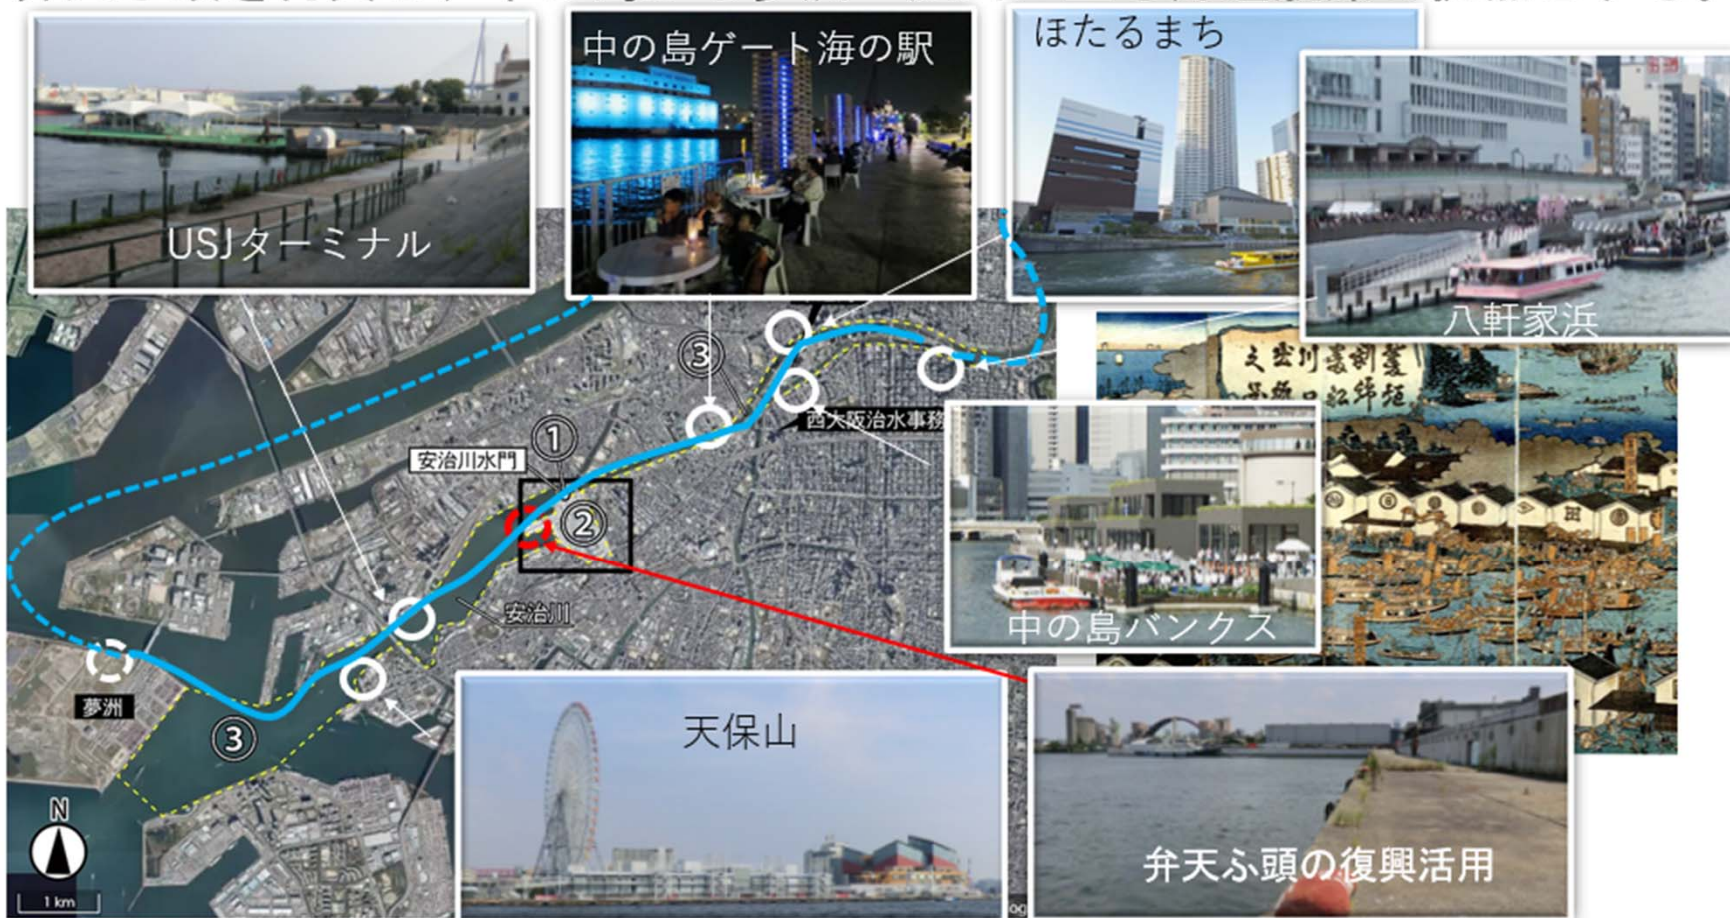 USJターミナル
中の島ゲート海の駅
ほたるまち
八軒家浜
③
西大阪治水事務
①
安治川水門
②
安治川
中の島バンクス
夢洲
③
天保山
弁天ふ頭の復興活用
N
1 km